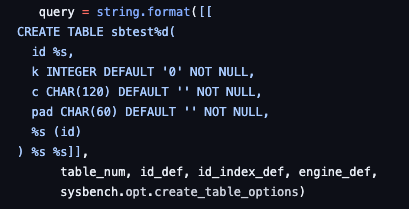 query = string.format([[
CREATE TABLE sbtest%d(
id %s,
k INTEGER DEFAULT '0' NOT NULL,
c CHAR(120) DEFAULT '' NOT NULL,
pad CHAR(60) DEFAULT '' NOT NULL,
%s (id)
) %s %s]],
table_num, id_def, id_index_def, engine_def,
sysbench.opt.create_table_options)